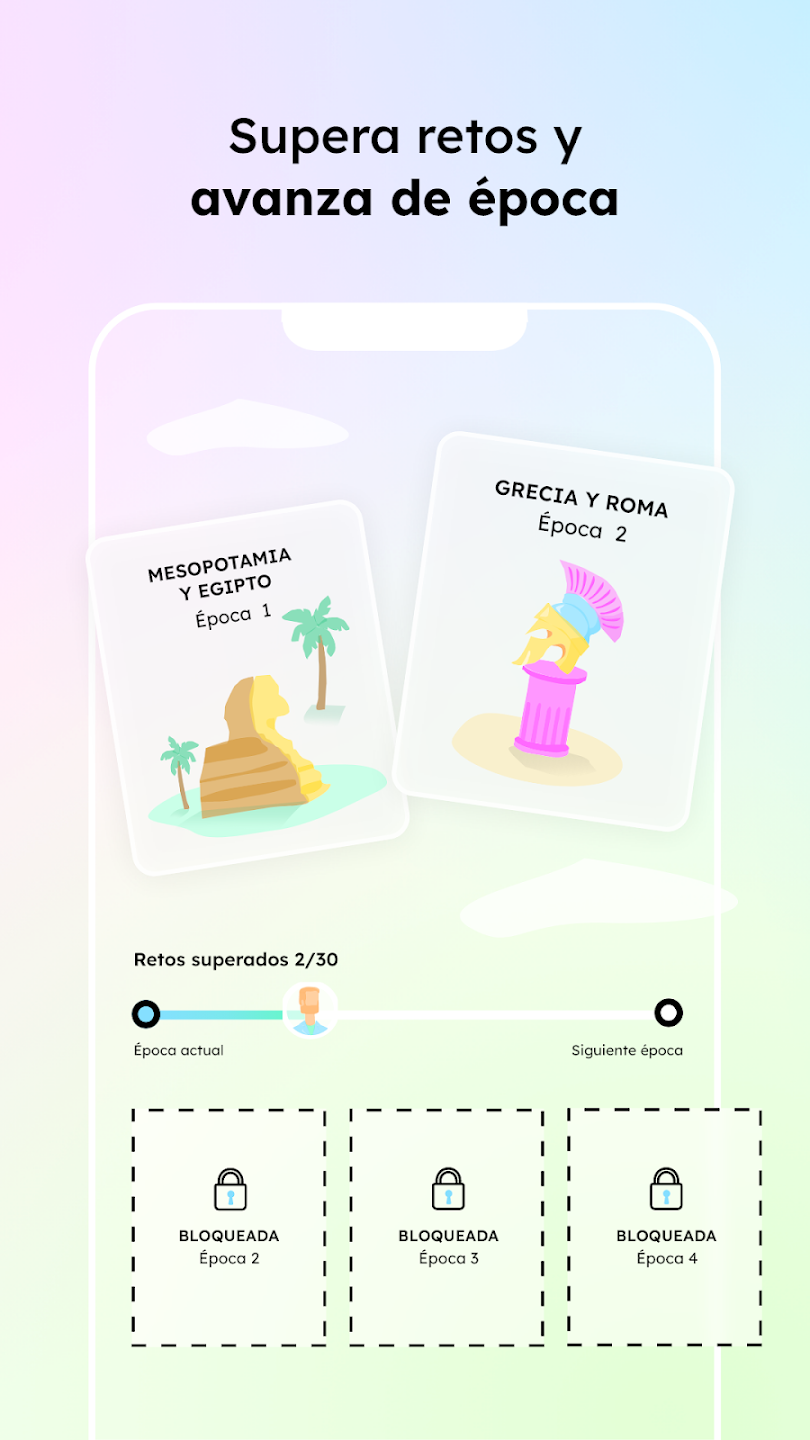 Supera retos y
avanza de época
MESOPOTAMIA
Y EGIPTO
Época 1
GRECIA Y ROMA
Época 2
Retos superados 2/30
Época actual
Siguiente época
BLOQUEADA
Época 2
BLOQUEADA
Época 3
BLOQUEADA
Época 4